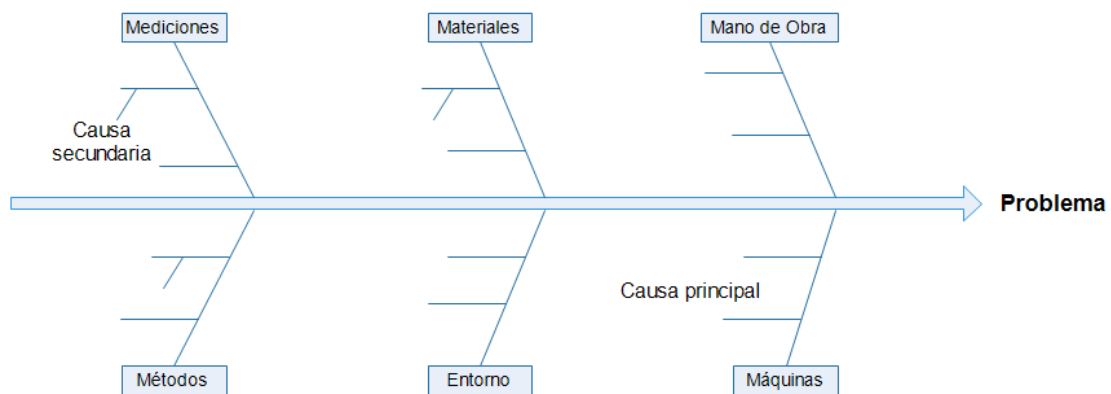 Mediciones
Materiales
Mano de Obra
Causa
secundaria
Problema
Causa principal
Métodos
Entorno
Máquinas